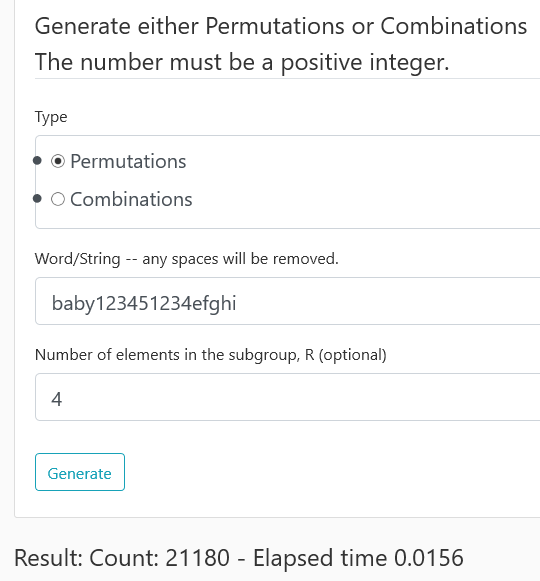 Generate either Permutations or Combinations
The number must be a positive integer.
Type
Permutations
Combinations
Word/String -- any spaces will be removed.
baby123451234efghi
Number of elements in the subgroup, R (optional)
4
Generate
Result: Count: 21180 - Elapsed time 0.0156